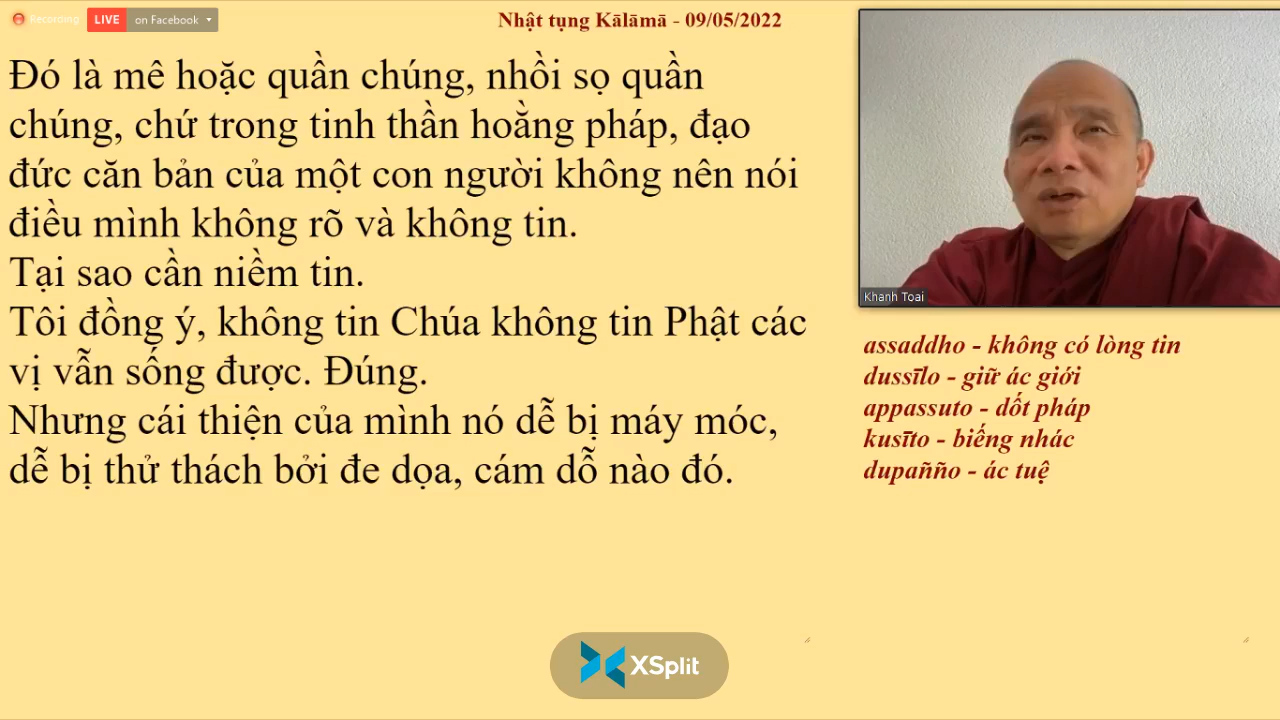 Recording
LIVE on Facebook
Nhật tụng Kālāmā - 09/05/2022
Đó là mê hoặc quần chúng, nhồi sọ quần
chúng, chứ trong tinh thần hoằng pháp, đạo
đức căn bản của một con người không nên nói
điều mình không rõ và không tin.
Tại sao cần niềm tin.
Tôi đồng ý, không tin Chúa không tin Phật các
vị vẫn sống được. Đúng.
Nhưng cái thiện của mình nó dễ bị máy móc,
dễ bị thử thách bởi đe dọa, cám dỗ nào đó.
Khanh Toai
assaddho - không có lòng tin
dussīlo - giữ ác giới
appassuto - dốt pháp
kusīto - biếng nhác
dupañño - ác tuệ
XSplit